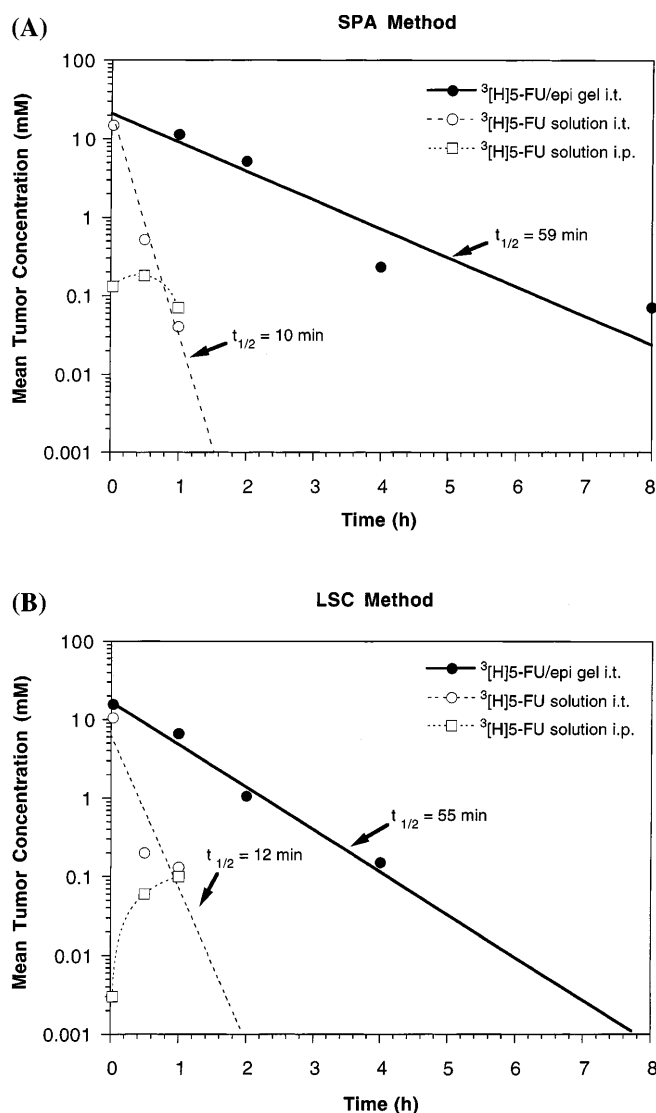 (A)
SPA Method
Mean Tumor Concentration (mM)
100
10
1
0.1
0.01
0.001
³[H]5-FU/epi gel i.t.
³[H]5-FU solution i.t.
³[H]5-FU solution i.p.
t1/2 = 59 min
t1/2 = 10 min
0 1 2 3 4 5 6 7 8
Time (h)
(B)
LSC Method
Mean Tumor Concentration (mM)
100
10
1
0.1
0.01
0.001
³[H]5-FU/epi gel i.t.
³[H]5-FU solution i.t.
³[H]5-FU solution i.p.
t 1/2 = 55 min
t 1/2 = 12 min
0 1 2 3 4 5 6 7 8
Time (h)